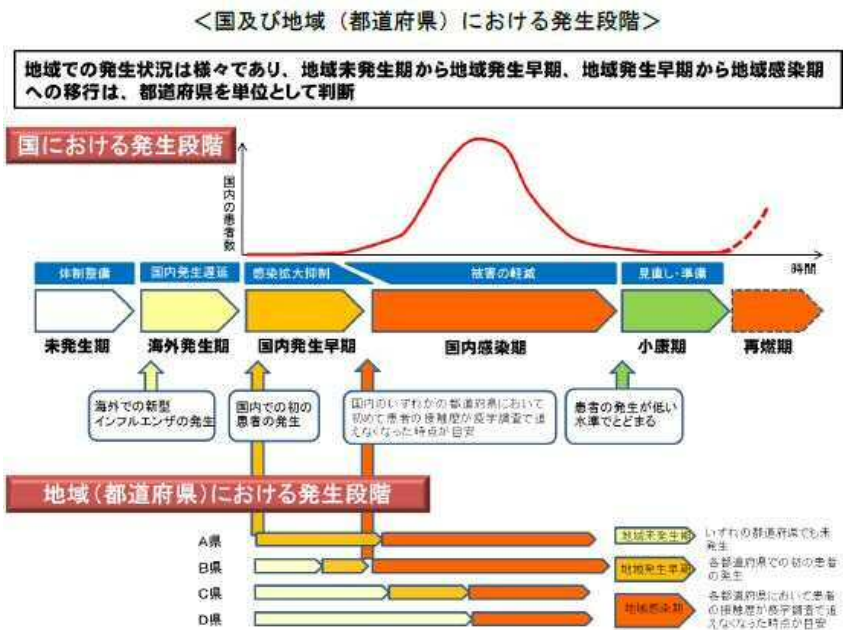 ＜国及び地域（都道府県）における発生段階＞
地域での発生状況は様々であり、地域未発生期から地域発生早期、地域発生早期から地域感染期
への移行は、都道府県を単位として判断
国における発生段階
国内の患者数
時間
体制整備
国内発生遅延
感染拡大抑制
被害の軽減
見直し・準備
未発生期
海外発生期
国内発生早期
国内感染期
小康期
再燃期
海外での新型
インフルエンザの発生
国内での初の
患者の発生
国内のいずれかの都道府県において
初めて患者の接触歴が疫学調査で追
えなくなった時点が目安
患者の発生が低い
水準でとどまる
地域（都道府県）における発生段階
A県
B県
C県
D県
地域未発生期
いずれの都道府県でも未
発生
地域発生早期
各都道府県での初の患者
の発生
地域感染期
各都道府県において患者
の接触歴が疫学調査で追
えなくなった時点が目安